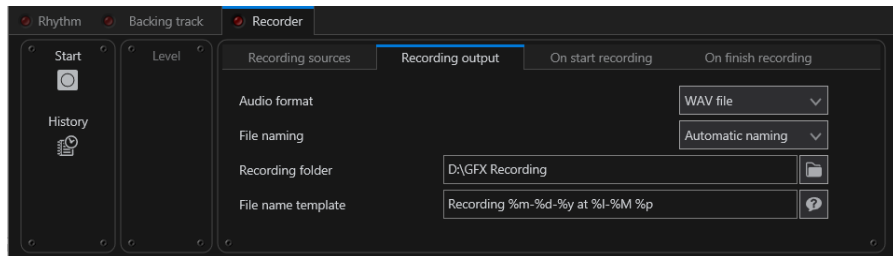 Rhythm Backing track Recorder
Start Level
Recording sources Recording output On start recording On finish recording
Audio format WAV file
History
File naming Automatic naming
Recording folder D:\GFX Recording
File name template Recording %m-%d-%y at %I-%M %p